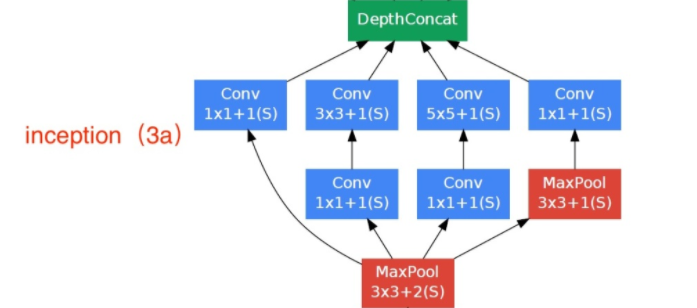 DepthConcat
Conv
1x1+1(S)
Conv
3x3+1(S)
Conv
5x5+1(S)
Conv
1x1+1(S)
inception（3a）
Conv
1x1+1(S)
Conv
1x1+1(S)
MaxPool
3x3+1(S)
MaxPool
3x3+2(S)